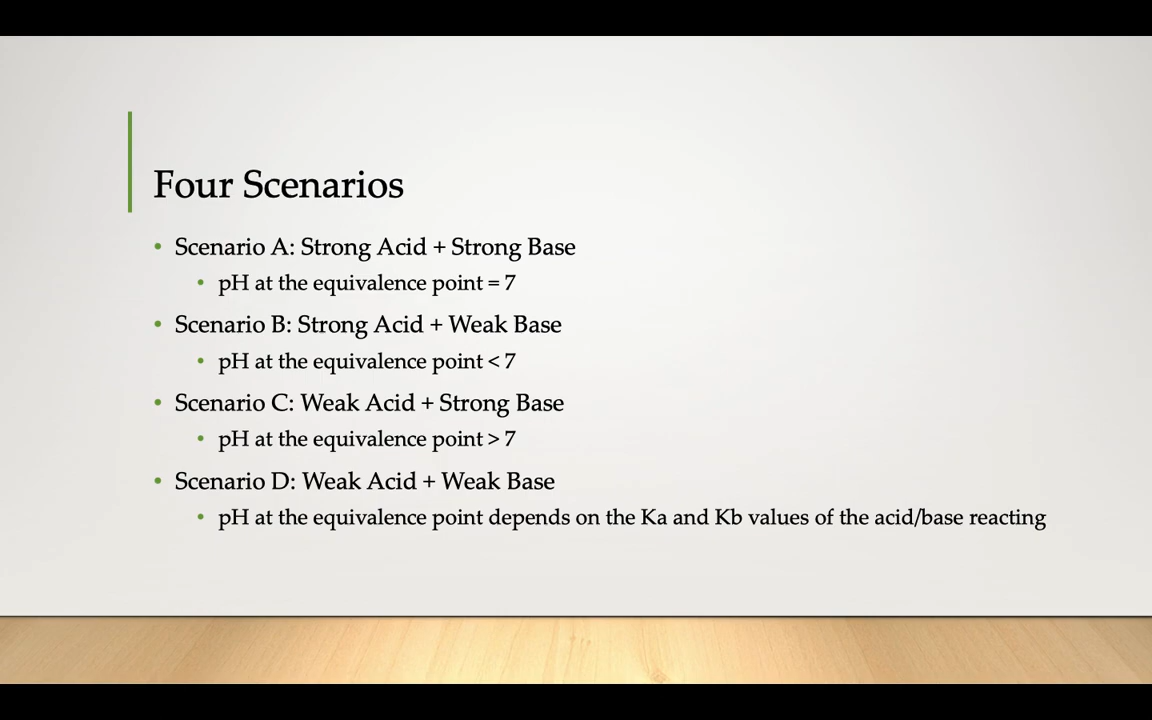 Four Scenarios
• Scenario A: Strong Acid + Strong Base
• pH at the equivalence point = 7
• Scenario B: Strong Acid + Weak Base
• pH at the equivalence point < 7
• Scenario C: Weak Acid + Strong Base
• pH at the equivalence point > 7
• Scenario D: Weak Acid + Weak Base
• pH at the equivalence point depends on the Ka and Kb values of the acid/base reacting